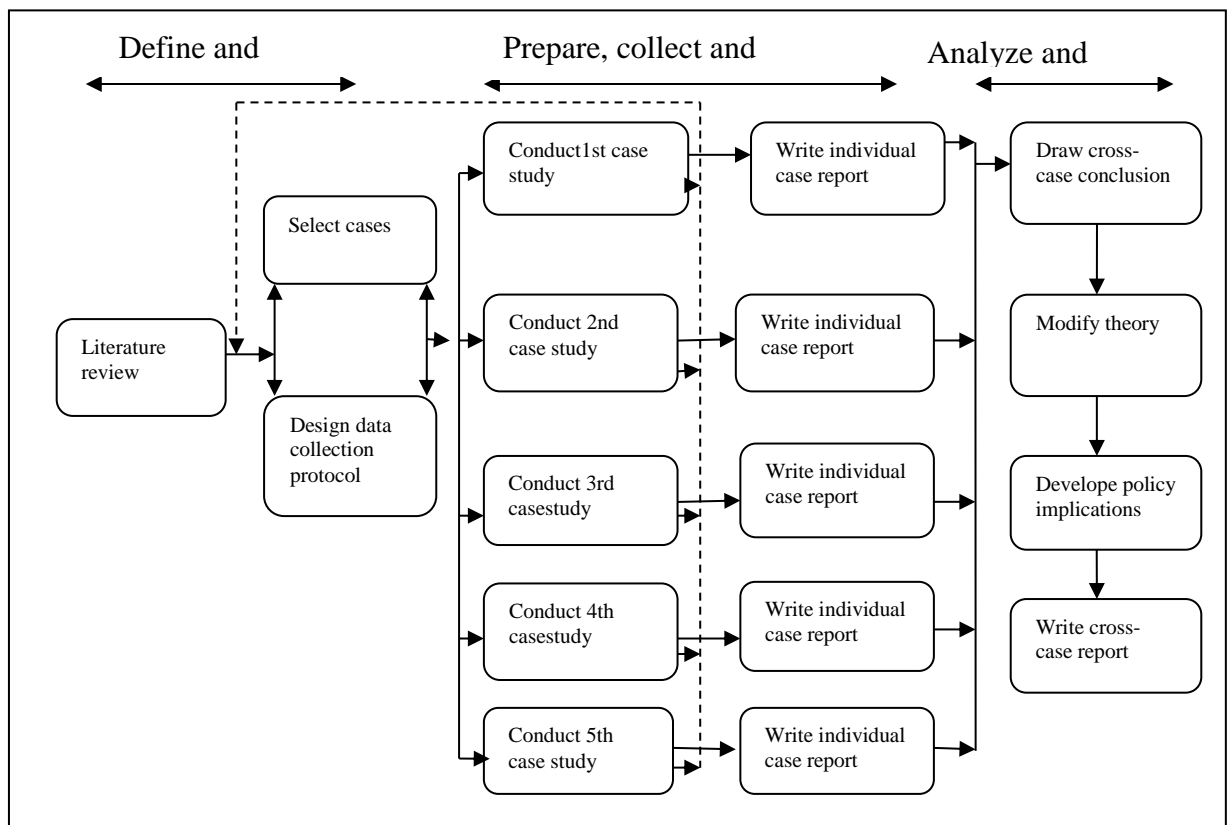 Define and
Prepare, collect and
Analyze and
Literature
review
Select cases
Design data
collection
protocol
Conduct1st case
study
Write individual
case report
Conduct 2nd
case study
Write individual
case report
Conduct 3rd
casestudy
Write individual
case report
Conduct 4th
casestudy
Write individual
case report
Conduct 5th
case study
Write individual
case report
Draw cross-
case conclusion
Modify theory
Develope policy
implications
Write cross-
case report